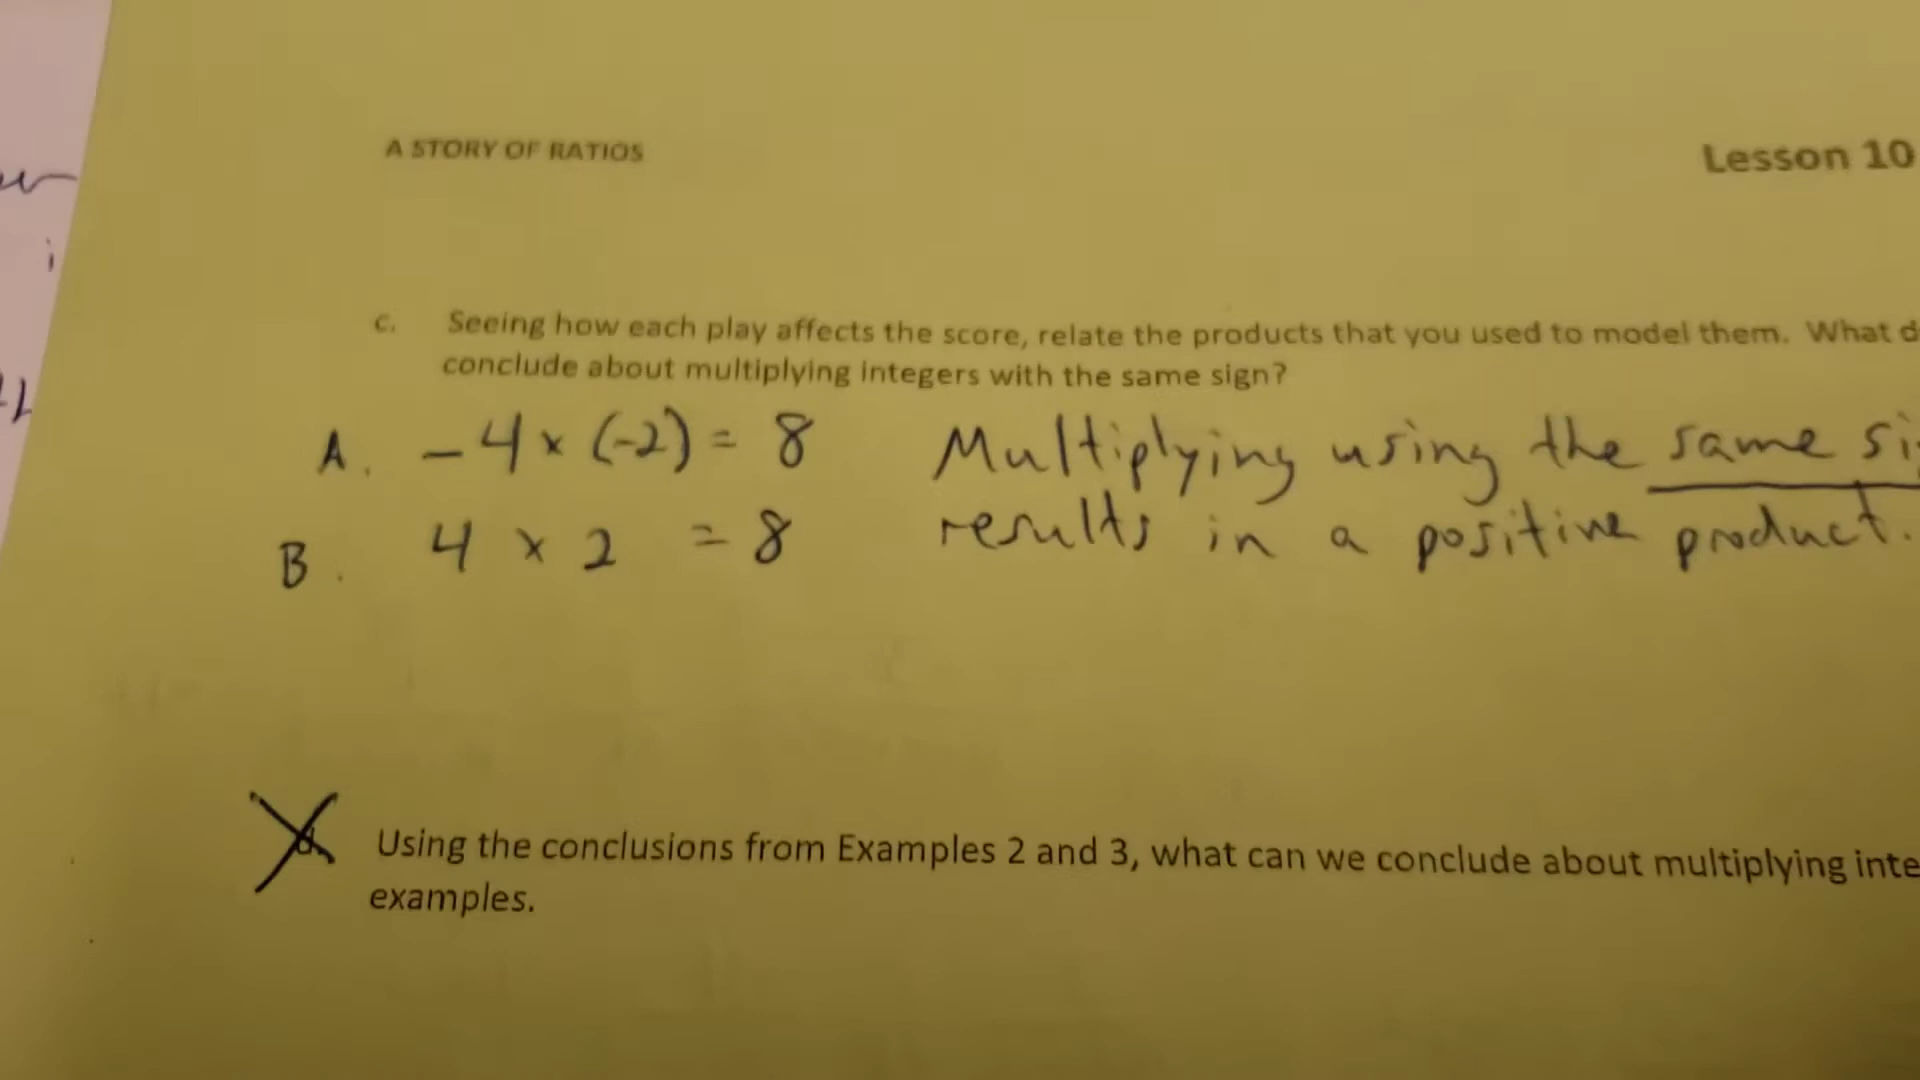 A STORY OF RATIOS
Lesson 10
c. Seeing how each play affects the score, relate the products that you used to model them. What d
conclude about multiplying integers with the same sign?
A. -4 × (-2) = 8 Multiplying using the same si
B. 4 × 2 = 8 results in a positive product.
d. Using the conclusions from Examples 2 and 3, what can we conclude about multiplying inte
examples.